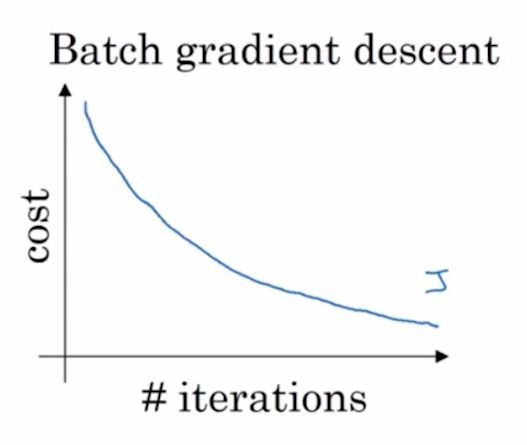 Batch gradient descent
cost
J
# iterations